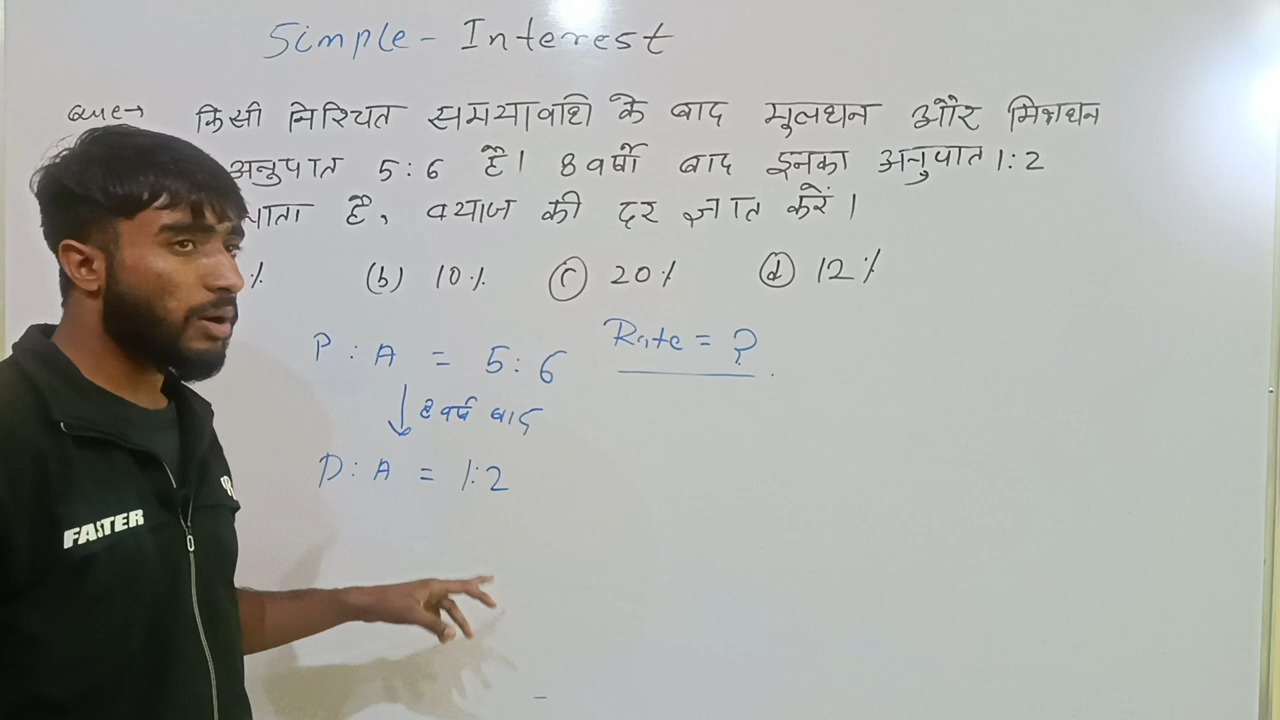 Simple - Interest
Que→ किसी निश्चित समयावधि के बाद मूलधन और मिश्रधन
अनुपात 5:6 है। 8 वर्षो बाद इनका अनुपात 1:2
है, ब्याज की दर ज्ञात करें।
% (b) 10% (c) 20% (d) 12%
P : A = 5:6 Rate = ?
8 वर्ष बाद
P : A = 1:2
FASTER